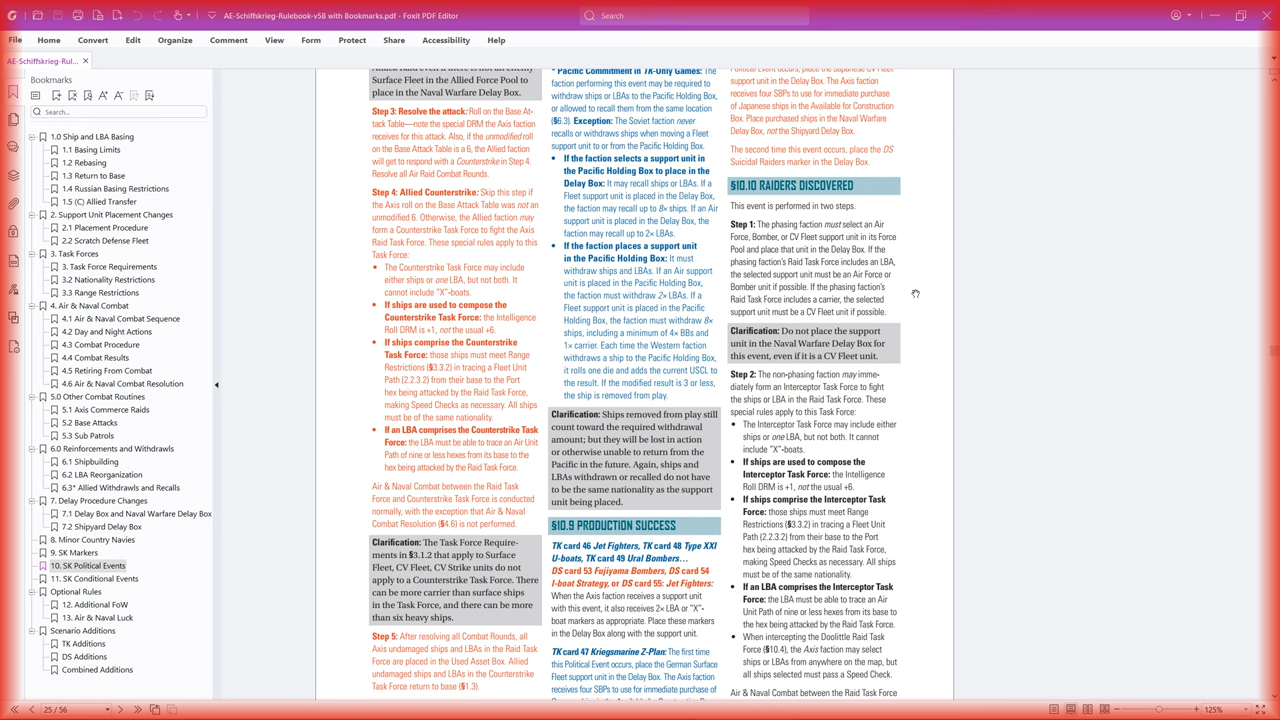 AE-Schiffskrieg-Rulebook-v58 with Bookmarks.pdf - Foxit PDF Editor
Search
File Home Convert Edit Organize Comment View Form Protect Share Accessibility Help
AE-Schiffskrieg-Rul...
Bookmarks
Search...
1.0 Ship and LBA Basing
1.1 Basing Limits
1.2 Rebasing
1.3 Return to Base
1.4 Russian Basing Restrictions
1.5 (C) Allied Transfer
2. Support Unit Placement Changes
2.1 Placement Procedure
2.2 Scratch Defense Fleet
3. Task Forces
3. Task Force Requirements
3.2 Nationality Restrictions
3.3 Range Restrictions
4. Air & Naval Combat
4.1 Air & Naval Combat Sequence
4.2 Day and Night Actions
4.3 Combat Procedure
4.4 Combat Results
4.5 Retiring From Combat
4.6 Air & Naval Combat Resolution
5.0 Other Combat Routines
5.1 Axis Commerce Raids
5.2 Base Attacks
5.3 Sub Patrols
6.0 Reinforcements and Withdrawls
6.1 Shipbuilding
6.2 LBA Reorganization
6.3* Allied Withdrawls and Recalls
7. Delay Procedure Changes
7.1 Delay Box and Naval Warfare Delay Box
7.2 Shipyard Delay Box
8. Minor Country Navies
9. SK Markers
10. SK Political Events
11. SK Conditional Events
Optional Rules
12. Additional FoW
13. Air & Naval Luck
Scenario Additions
TK Additions
DS Additions
Combined Additions
Surface Fleet in the Allied Force Pool to
place in the Naval Warfare Delay Box.
Step 3: Resolve the attack: Roll on the Base At-
tack Table—note the special DRM the Axis faction
receives for this attack. Also, if the unmodified roll
on the Base Attack Table is a 6, the Allied faction
will get to respond with a Counterstrike in Step 4.
Resolve all Air Raid Combat Rounds.
Step 4: Allied Counterstrike: Skip this step if
the Axis roll on the Base Attack Table was not an
unmodified 6. Otherwise, the Allied faction may
form a Counterstrike Task Force to fight the Axis
Raid Task Force. These special rules apply to this
Task Force:
• The Counterstrike Task Force may include
either ships or one LBA, but not both. It
cannot include "X"-boats.
• If ships are used to compose the
Counterstrike Task Force: the Intelligence
Roll DRM is +1, not the usual +6.
• If ships comprise the Counterstrike
Task Force: those ships must meet Range
Restrictions (§3.3.2) in tracing a Fleet Unit
Path (2.2.3.2) from their base to the Port
hex being attacked by the Raid Task Force,
making Speed Checks as necessary. All ships
must be of the same nationality.
• If an LBA comprises the Counterstrike Task
Force: the LBA must be able to trace an Air Unit
Path of nine or less hexes from its base to the
hex being attacked by the Raid Task Force.
Air & Naval Combat between the Raid Task
Force and Counterstrike Task Force is conducted
normally, with the exception that Air & Naval
Combat Resolution (§4.6) is not performed.
Clarification: The Task Force Require-
ments in §3.1.2 that apply to Surface
Fleet, CV Fleet, CV Strike units do not
apply to a Counterstrike Task Force. There
can be more carrier than surface ships
in the Task Force, and there can be more
than six heavy ships.
Step 5: After resolving all Combat Rounds, all
Axis undamaged ships and LBAs in the Raid Task
Force are placed in the Used Asset Box. Allied
undamaged ships and LBAs in the Counterstrike
Task Force return to base (§1.3).
• Pacific Commitment in TK-Only Games: The
faction performing this event may be required to
withdraw ships or LBAs to the Pacific Holding Box,
or allowed to recall them from the same location
(§6.3). Exception: The Soviet faction never
recalls or withdraws when moving a Fleet
support unit to or from the Pacific Holding Box.
• If the faction selects a support unit in
the Pacific Holding Box to place in the
Delay Box: It may recall ships or LBAs. If a
Fleet support unit is placed in the Delay Box,
the faction may recall up to 8× ships. If an Air
support unit is placed in the Delay Box, the
faction may recall up to 2× LBAs.
• If the faction places a support unit
in the Pacific Holding Box: It must
withdraw ships and LBAs. If an Air support
unit is placed in the Pacific Holding Box,
the faction must withdraw 2× LBAs. If a
Fleet support unit is placed in the Pacific
Holding Box, the faction must withdraw 8×
ships, including a minimum of 4× BBs and
1× carrier. Each time the Western faction
withdraws a ship to the Pacific Holding Box,
it rolls one die and adds the current USCL to
the result. If the modified result is 3 or less,
the ship is removed from play.
Clarification: Ships removed from play still
count toward the required withdrawal
amount; but they will be lost in action
or otherwise unable to return from the
Pacific in the future. Again, ships and
LBAs withdrawn or recalled do not have
to be the same nationality as the support
unit being placed.
§10.9 PRODUCTION SUCCESS
TK card 46 Jet Fighters, TK card 48 Type XXI
U-boats, TK card 49 Ural Bombers...
DS card 53 Fujiyama Bombers, DS card 54
I-boat Strategy, or DS card 55: Jet Fighters:
When the Axis faction receives a support unit
with this event, it also receives 2× LBA or "X"-
boat markers as appropriate. Place these markers
in the Delay Box along with the support unit.
TK card 47 Kriegsmarine Z-Plan: The first time
this Political Event occurs, place the German Surface
Fleet support unit in the Delay Box. The Axis faction
receives four SBPs to use for immediate purchase of
support unit in the Delay Box. The Axis faction
receives four SBPs to use for immediate purchase
of Japanese ships in the Available for Construction
Box. Place purchased ships in the Naval Warfare
Delay Box, not the Shipyard Delay Box.
The second time this event occurs, place the DS
Suicidal Raiders marker in the Delay Box.
§10.10 RAIDERS DISCOVERED
This event is performed in two steps.
Step 1: The phasing faction must select an Air
Force, Bomber, or CV Fleet support unit in its Force
Pool and place that unit in the Delay Box. If the
phasing faction's Raid Task Force includes an LBA,
the selected support unit must be an Air Force or
Bomber unit if possible. If the phasing faction's
Raid Task Force includes a carrier, the selected
support unit must be a CV Fleet unit if possible.
Clarification: Do not place the support
unit in the Naval Warfare Delay Box for
this event, even if it is a CV Fleet unit.
Step 2: The non-phasing faction may imme-
diately form an Interceptor Task Force to fight
the ships or LBA in the Raid Task Force. These
special rules apply to this Task Force:
• The Interceptor Task Force may include either
ships or one LBA, but not both. It cannot
include "X"-boats.
• If ships are used to compose the
Interceptor Task Force: the Intelligence
Roll DRM is +1, not the usual +6.
• If ships comprise the Interceptor Task
Force: those ships must meet Range
Restrictions (§3.3.2) in tracing a Fleet Unit
Path (2.2.3.2) from their base to the Port
hex being attacked by the Raid Task Force,
making Speed Checks as necessary. All ships
must be of the same nationality.
• If an LBA comprises the Interceptor Task
Force: the LBA must be able to trace an Air
Unit Path of nine or less hexes from its base to
the hex being attacked by the Raid Task Force.
• When intercepting the Doolittle Raid Task
Force (§10.4), the Axis faction may select
ships or LBAs from anywhere on the map, but
all ships selected must pass a Speed Check.
Air & Naval Combat between the Raid Task Force
25 / 56
125%